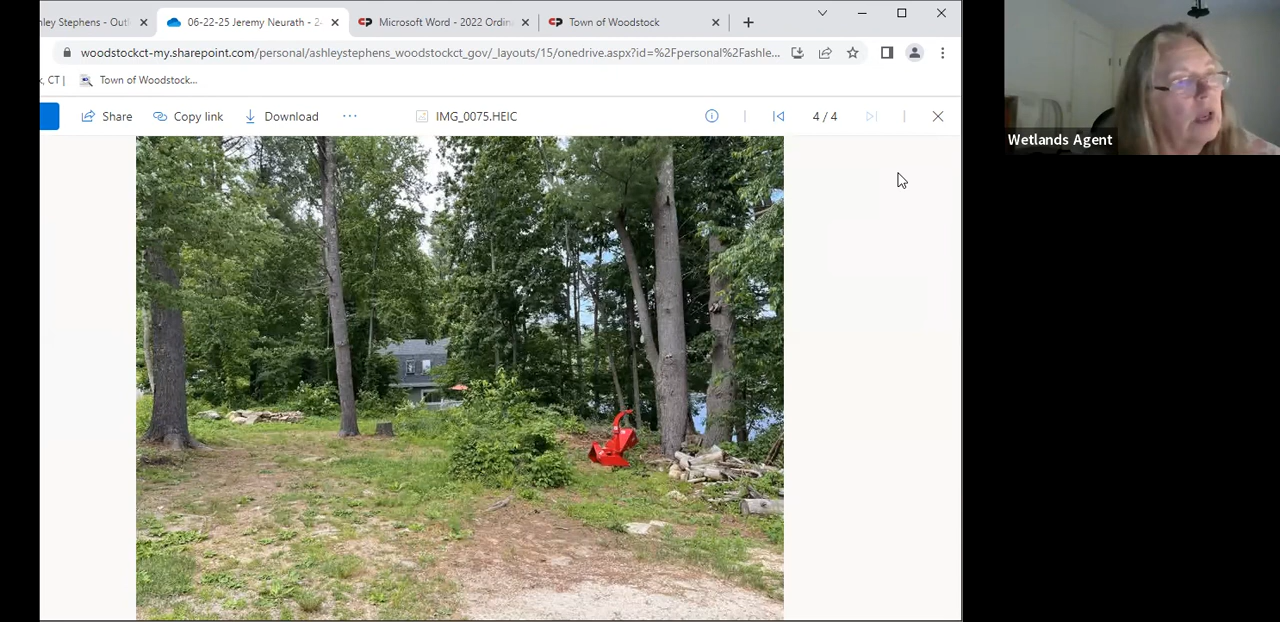 hley Stephens - Outl
06-22-25 Jeremy Neurath - 2-
Microsoft Word - 2022 Ordin
Town of Woodstock
woodstockct-my.sharepoint.com/personal/ashleystephens_woodstockct_gov/_layouts/15/onedrive.aspx?id=%2Fpersonal%2Fashle...
k, CT |
Town of Woodstock...
Share
Copy link
Download
IMG_0075.HEIC
4 / 4
Wetlands Agent